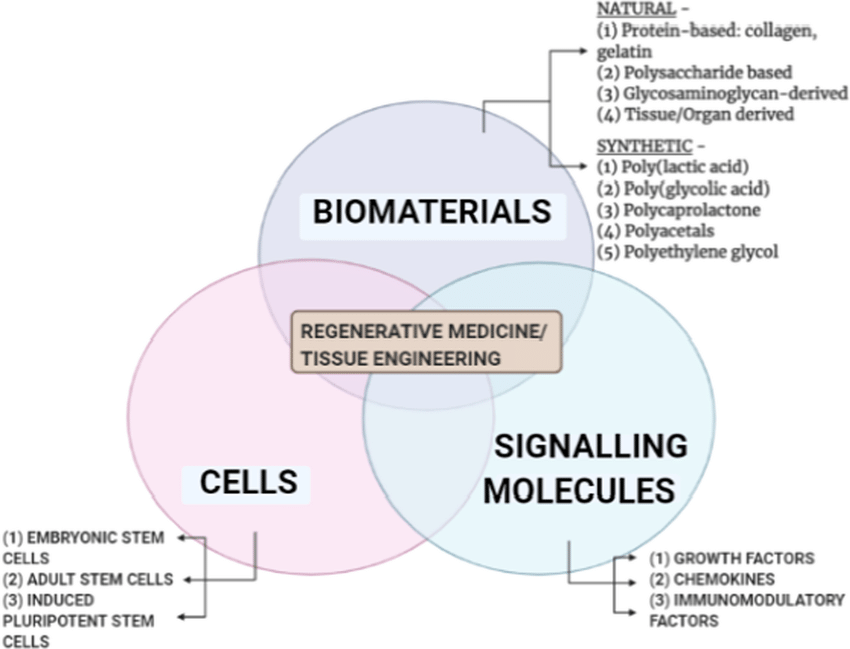 NATURAL -
(1) Protein-based: collagen,
gelatin
(2) Polysaccharide based
(3) Glycosaminoglycan-derived
(4) Tissue/Organ derived
SYNTHETIC -
(1) Poly(lactic acid)
(2) Poly(glycolic acid)
(3) Polycaprolactone
(4) Polyacetals
(5) Polyethylene glycol
BIOMATERIALS
REGENERATIVE MEDICINE/
TISSUE ENGINEERING
CELLS
SIGNALLING
MOLECULES
(1) EMBRYONIC STEM
CELLS
(2) ADULT STEM CELLS
(3) INDUCED
PLURIPOTENT STEM
CELLS
(1) GROWTH FACTORS
(2) CHEMOKINES
(3) IMMUNOMODULATORY
FACTORS